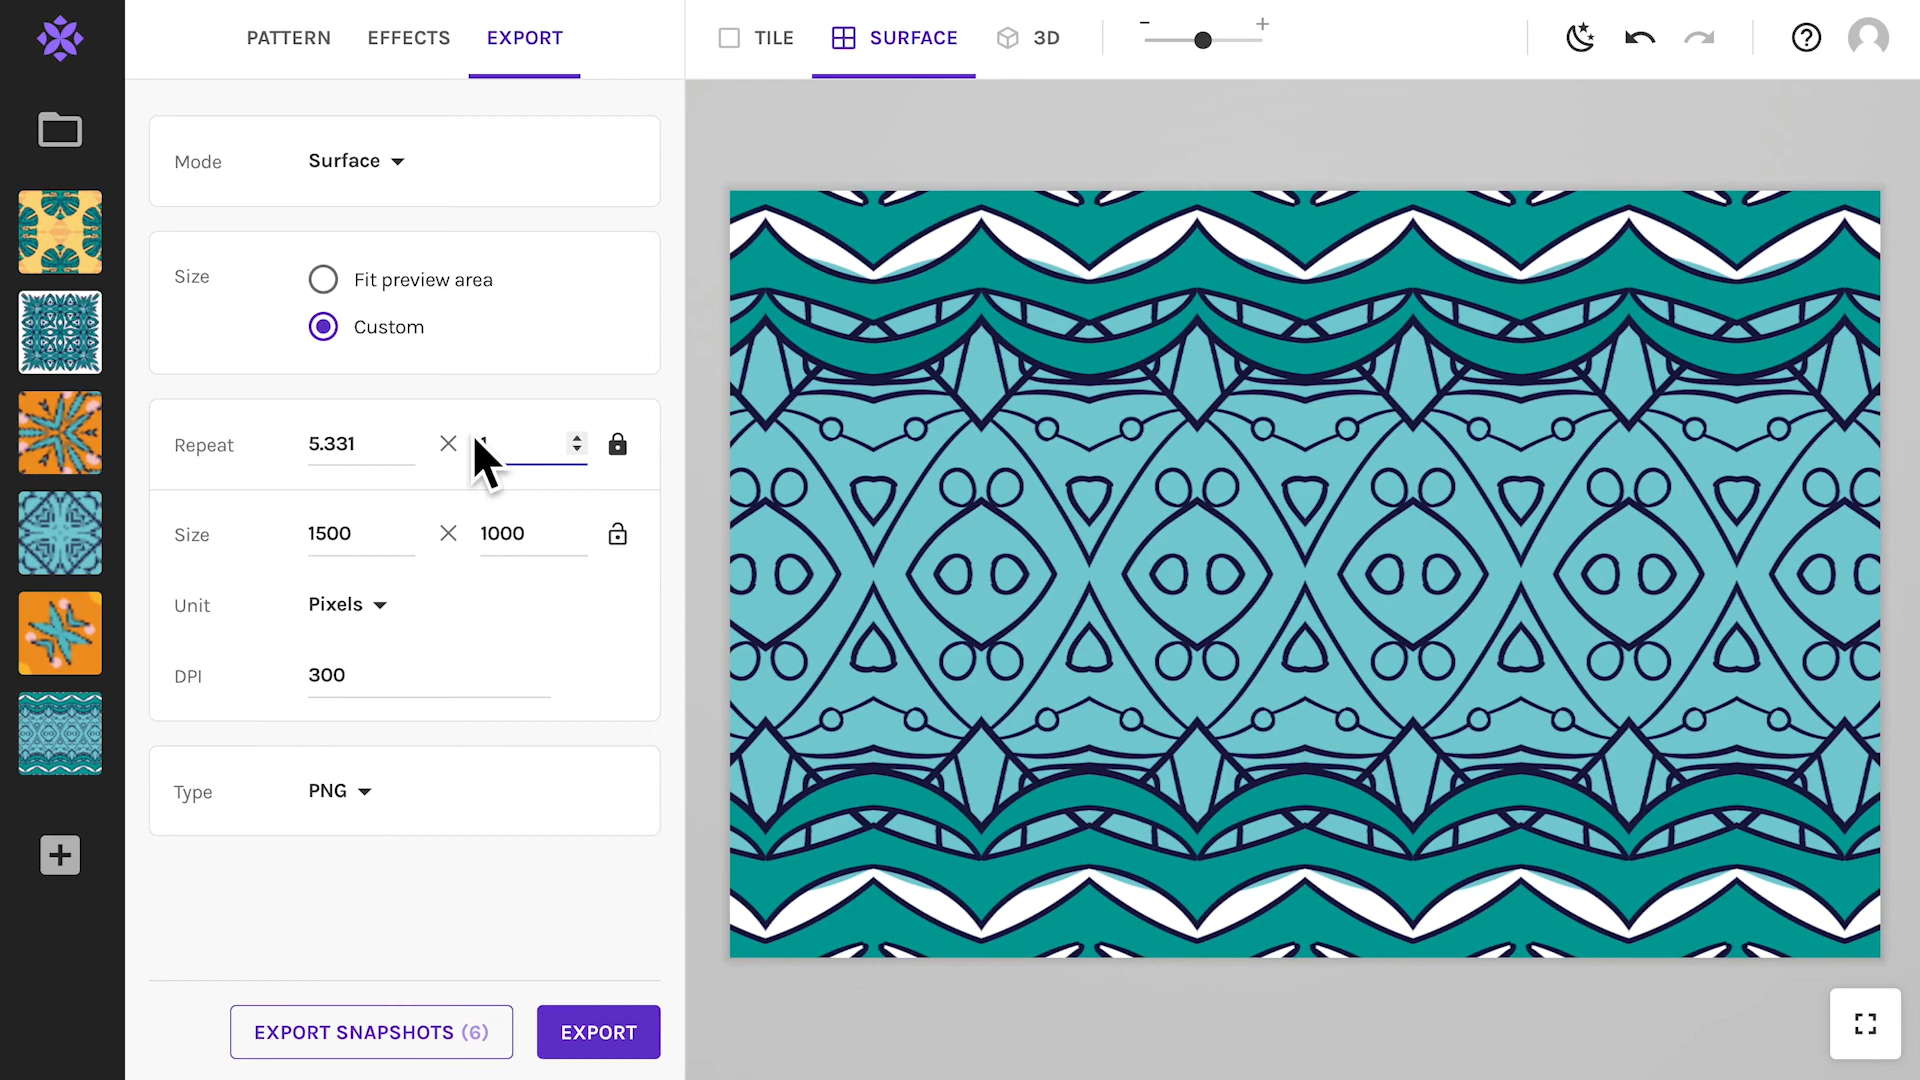 PATTERN EFFECTS EXPORT
TILE SURFACE 3D
Mode Surface
Size Fit preview area
Custom
Repeat 5.331
Size 1500 1000
Unit Pixels
DPI 300
Type PNG
EXPORT SNAPSHOTS (6) EXPORT